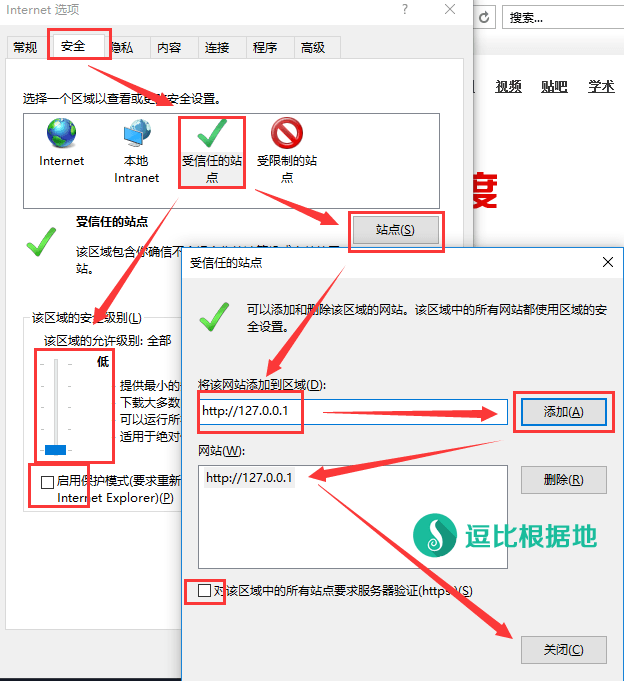 Internet 选项
搜索...
常规
安全
隐私
内容
连接
程序
高级
视频
贴吧
学术
选择一个区域以查看或更改安全设置。
Internet
本地
Intranet
受信任的站
点
受限制的站
点
度
受信任的站点
站点(S)
该区域包含你确信不
站。
受信任的站点
可以添加和删除该区域的网站。该区域中的所有网站都使用区域的安
全设置。
该区域的安全级别(L)
该区域的允许级别: 全部
低
提供最小的
下载大多数
可以运行所
适用于绝对
将该网站添加到区域(D):
http://127.0.0.1
添加(A)
网站(W):
http://127.0.0.1
删除(R)
启用保护模式(要求重新
Internet Explorer)(P)
逗比根据地
对该区域中的所有站点要求服务器验证(https:)(S)
关闭(C)